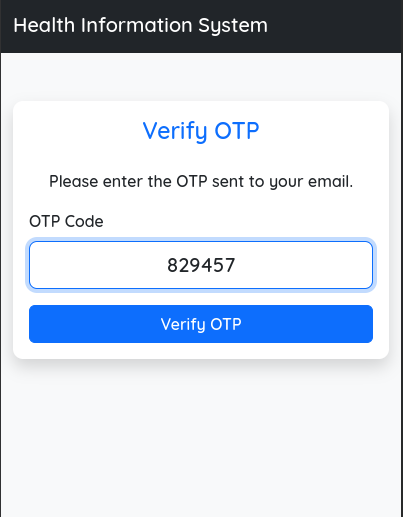 Health Information System
Verify OTP
Please enter the OTP sent to your email.
OTP Code
829457
Verify OTP